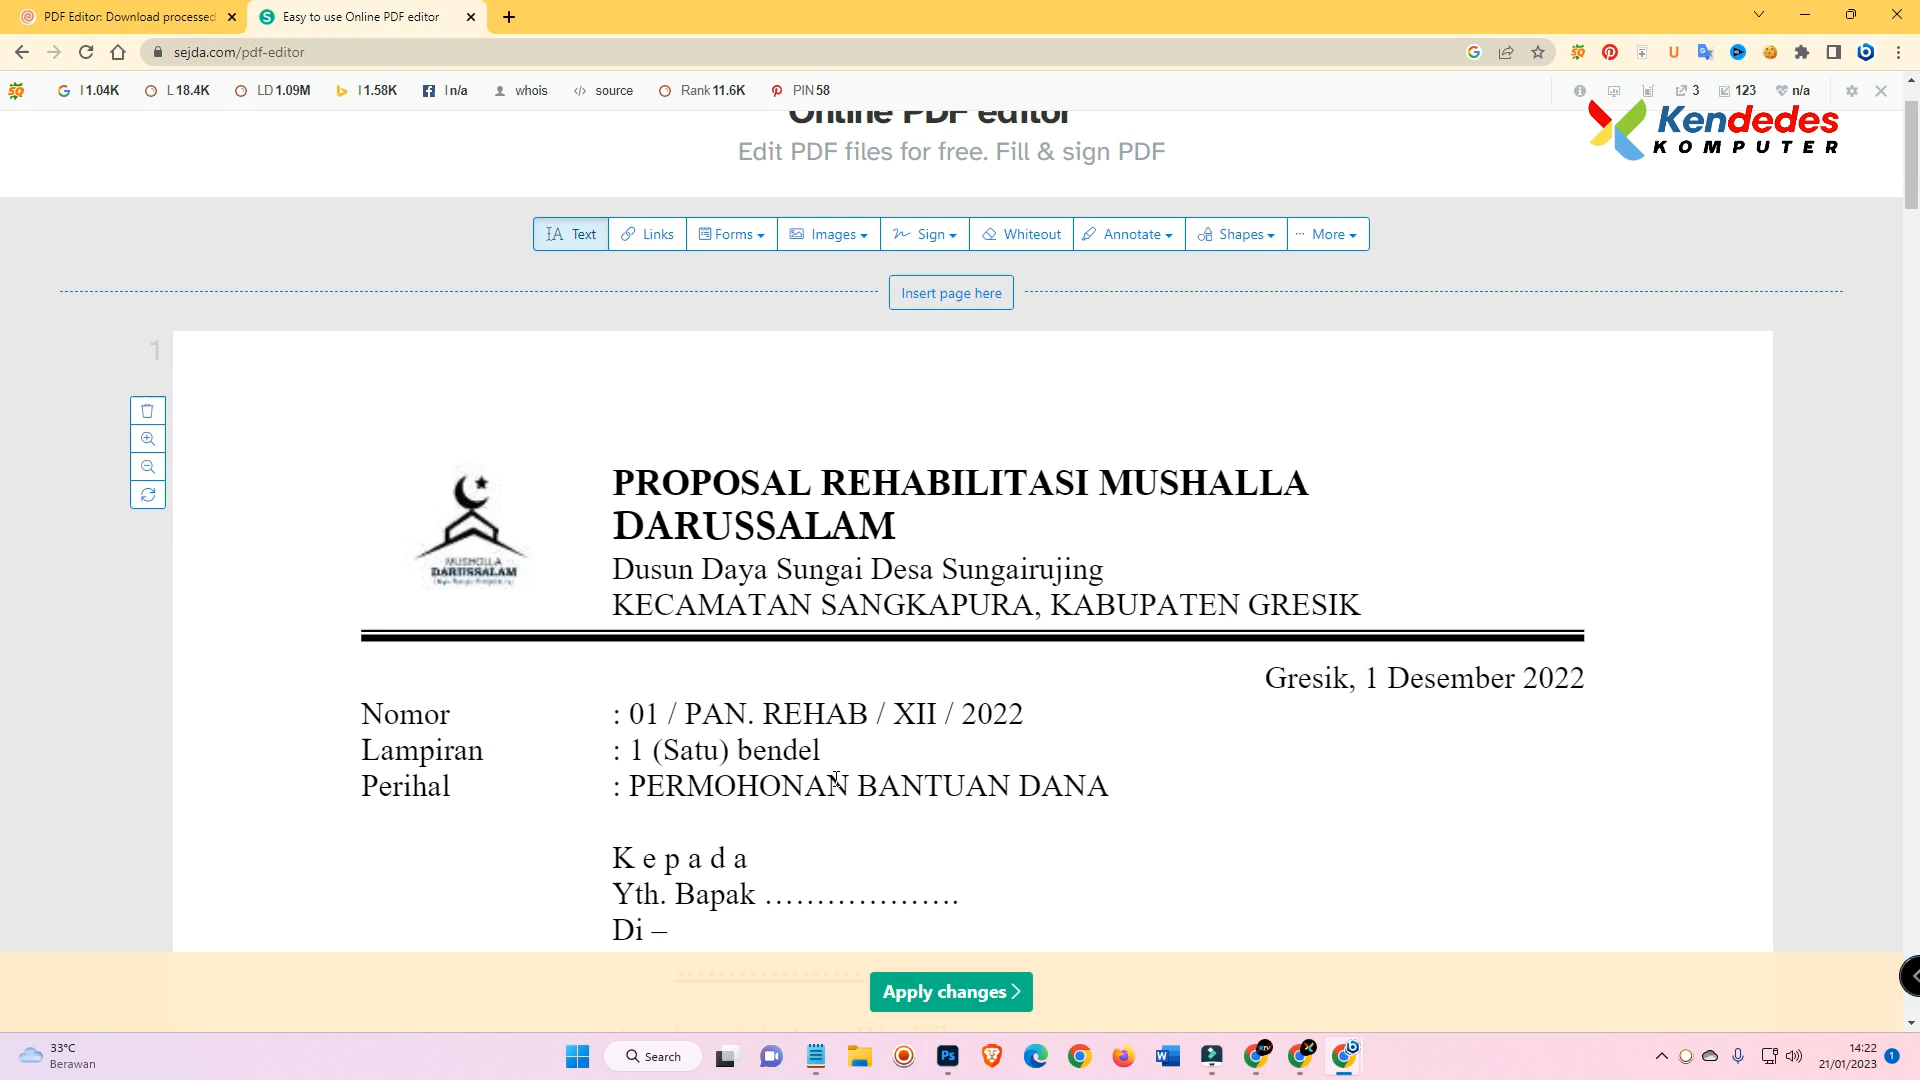 PDF Editor: Download processed
Easy to use Online PDF editor
sejda.com/pdf-editor
I 1.04K
L 18.4K
LD 1.09M
I 1.58K
I n/a
whois
source
Rank 11.6K
PIN 58
3
123
n/a
Online PDF editor
Edit PDF files for free. Fill & sign PDF
Kendedes
KOMPUTER
Text
Links
Forms
Images
Sign
Whiteout
Annotate
Shapes
More
Insert page here
1
PROPOSAL REHABILITASI MUSHALLA
DARUSSALAM
MUSHOLLA
DARUSSALAM
Dusun Daya Sungai Desa Sungairujing
KECAMATAN SANGKAPURA, KABUPATEN GRESIK
Gresik, 1 Desember 2022
Nomor : 01 / PAN. REHAB / XII / 2022
Lampiran : 1 (Satu) bendel
Perihal : PERMOHONAN BANTUAN DANA
K e p a d a
Yth. Bapak ……………….
Di –
Apply changes
33°C
Berawan
Search
14:22
21/01/2023
1